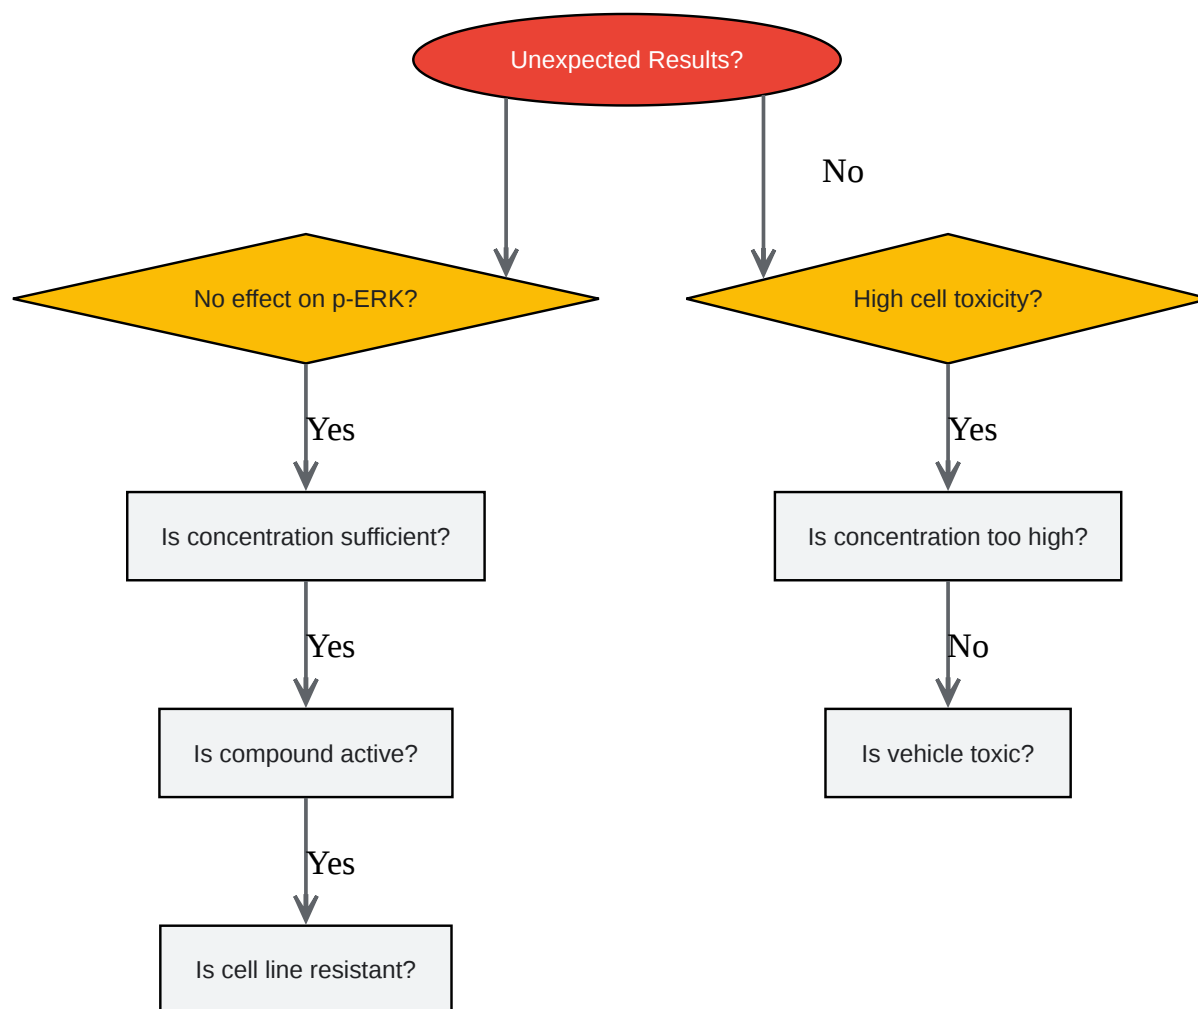 Unexpected Results?
No
No effect on p-ERK?
High cell toxicity?
Yes
Yes
Is concentration sufficient?
Is concentration too high?
Yes
No
Is compound active?
Is vehicle toxic?
Yes
Is cell line resistant?